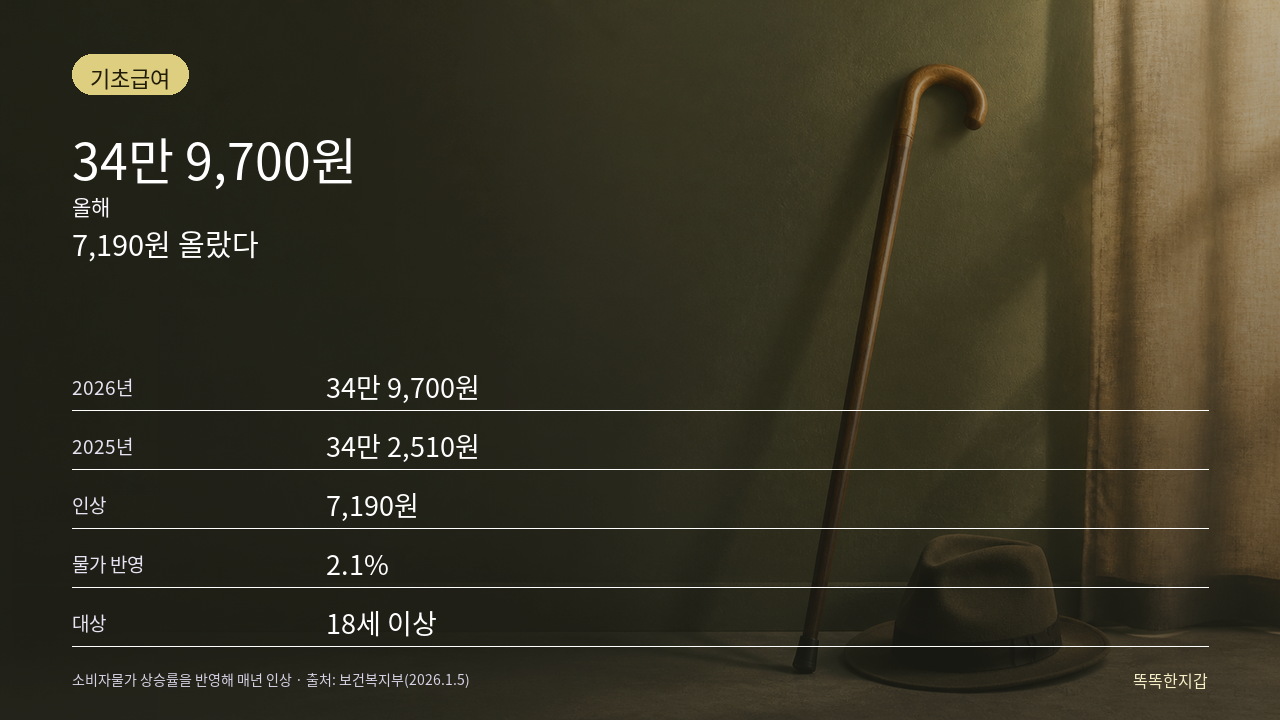 기초급여
34만 9,700원
올해
7,190원 올랐다
2026년 34만 9,700원
2025년 34만 2,510원
인상 7,190원
물가 반영 2.1%
대상 18세 이상
소비자물가 상승률을 반영해 매년 인상 · 출처: 보건복지부(2026.1.5)
똑똑한지갑